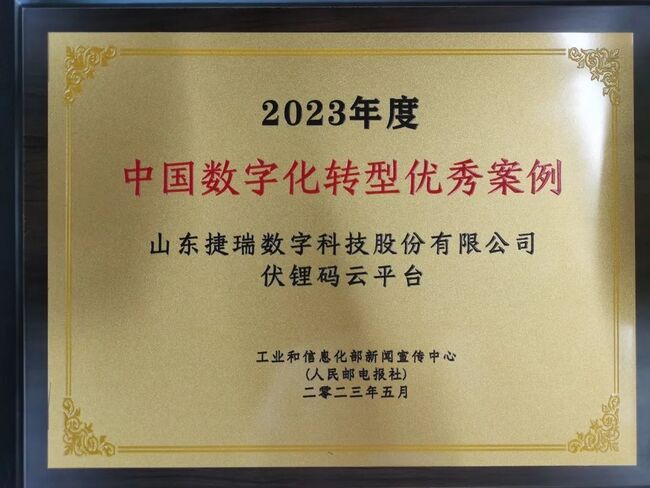 2023年度
中国数字化转型优秀案例
山东捷瑞数字科技股份有限公司
伏锂码云平台
工业和信息化部新闻宣传中心
(人民邮电报社)
二零二三年五月